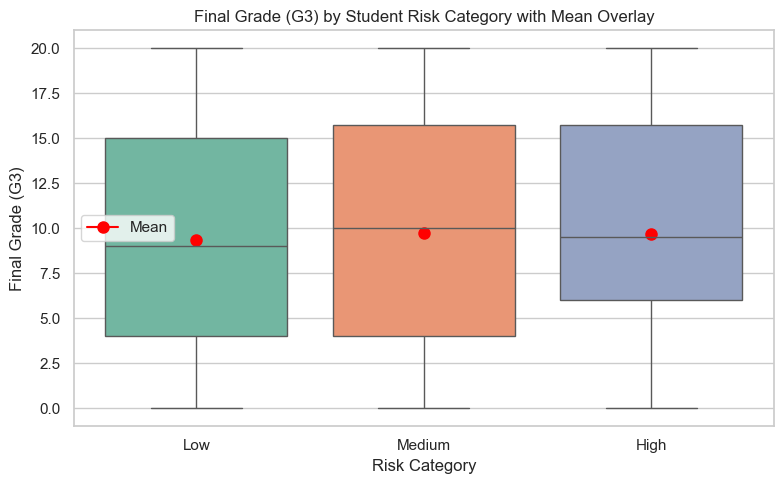 Final Grade (G3) by Student Risk Category with Mean Overlay
Final Grade (G3)
20.0
17.5
15.0
12.5
10.0
7.5
5.0
2.5
0.0
Mean
Low Medium High
Risk Category